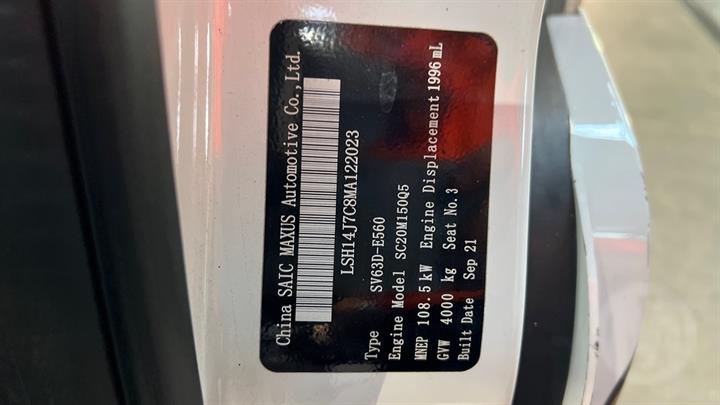 China SAIC MAXUS Automotive Co.,Ltd.
LSH14J7C8MA122023
Type SV63D-E560
Engine Model SC20M150Q5
MNEP 108.5 kW Engine Displacement 1996 mL
GVW 4000 kg Seat No. 3
Built Date Sep 21